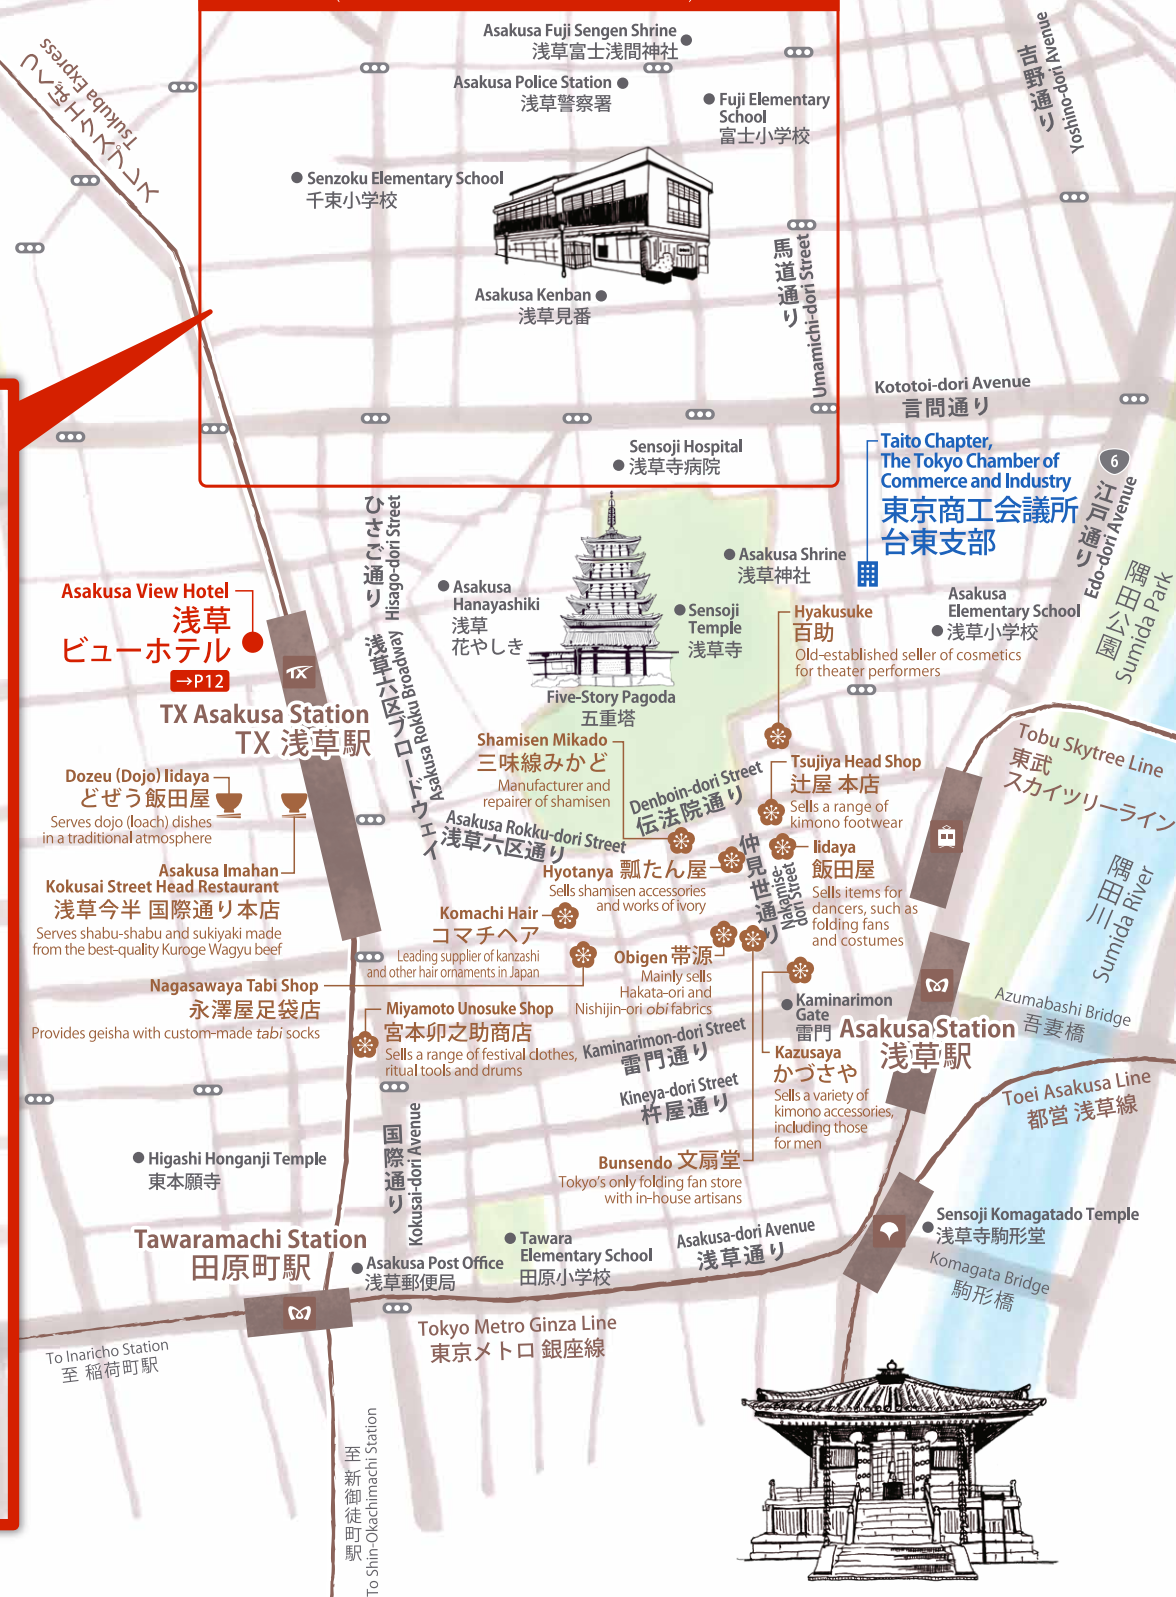 Asakusa Fuji Sengen Shrine
浅草富士浅間神社
Asakusa Police Station
浅草警察署
Fuji Elementary
School
富士小学校
Senzoku Elementary School
千束小学校
Asakusa Kenban
浅草見番
Tsukuba Express
つくばエクスプレス
吉野通り
Yoshino-dori Avenue
馬道通り
Umamichi-dori Street
Kototoi-dori Avenue
言問通り
Sensoji Hospital
浅草寺病院
Taito Chapter,
The Tokyo Chamber of
Commerce and Industry
東京商工会議所
台東支部
6
江戸通り
Edo-dori Avenue
隅田公園
Sumida Park
ひさご通り
Hisago-dori Street
Asakusa Shrine
浅草神社
Asakusa
Hanayashiki
浅草
花やしき
Sensoji
Temple
浅草寺
Asakusa
Elementary School
浅草小学校
Asakusa View Hotel
浅草
ビューホテル
→P12
TX
TX Asakusa Station
TX 浅草駅
浅草六区ブロードウェイ
Asakusa Rokku Broadway
Five-Story Pagoda
五重塔
Hyakusuke
百助
Old-established seller of cosmetics
for theater performers
Shamisen Mikado
三味線みかど
Manufacturer and
repairer of shamisen
Tsujiya Head Shop
辻屋 本店
Sells a range of
kimono footwear
Tobu Skytree Line
東武
スカイツリーライン
Dozeu (Dojo) Iidaya
どぜう飯田屋
Serves dojo (loach) dishes
in a traditional atmosphere
Denboin-dori Street
伝法院通り
Asakusa Rokku-dori Street
浅草六区通り
Iidaya
飯田屋
Sells items for
dancers, such as
folding fans
and costumes
仲見世通り
Nakamise-
dori Street
Hyotanya 瓢たん屋
Sells shamisen accessories
and works of ivory
Asakusa Imahan
Kokusai Street Head Restaurant
浅草今半 国際通り本店
Serves shabu-shabu and sukiyaki made
from the best-quality Kuroge Wagyu beef
Komachi Hair
コマチヘア
Leading supplier of kanzashi
and other hair ornaments in Japan
Obigen 帯源
Mainly sells
Hakata-ori and
Nishijin-ori obi fabrics
隅田川
Sumida River
Nagasawaya Tabi Shop
永澤屋足袋店
Provides geisha with custom-made tabi socks
Miyamoto Unosuke Shop
宮本卯之助商店
Sells a range of festival clothes,
ritual tools and drums
Kaminarimon
Gate
雷門
Asakusa Station
浅草駅
Azumabashi Bridge
吾妻橋
Kaminarimon-dori Street
雷門通り
Kazusaya
かづさや
Sells a variety of
kimono accessories,
including those
for men
Kineya-dori Street
杵屋通り
Toei Asakusa Line
都営 浅草線
国際通り
Kokusai-dori Avenue
Higashi Honganji Temple
東本願寺
Bunsendo 文扇堂
Tokyo's only folding fan store
with in-house artisans
Tawaramachi Station
田原町駅
Asakusa Post Office
浅草郵便局
Tawara
Elementary School
田原小学校
Asakusa-dori Avenue
浅草通り
Sensoji Komagatado Temple
浅草寺駒形堂
Komagata Bridge
駒形橋
Tokyo Metro Ginza Line
東京メトロ 銀座線
To Inaricho Station
至 稲荷町駅
至 新御徒町駅
To Shin-Okachimachi Station